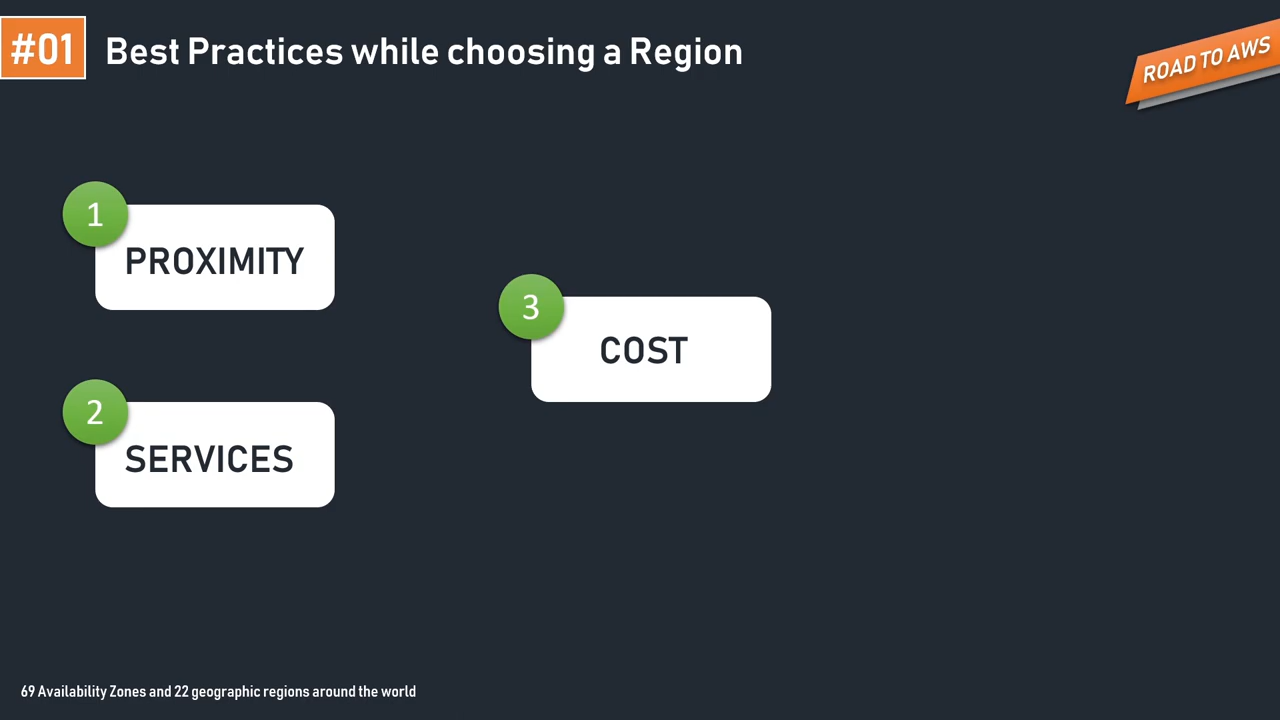 #01
Best Practices while choosing a Region
ROAD TO AWS
1
PROXIMITY
2
SERVICES
3
COST
69 Availability Zones and 22 geographic regions around the world